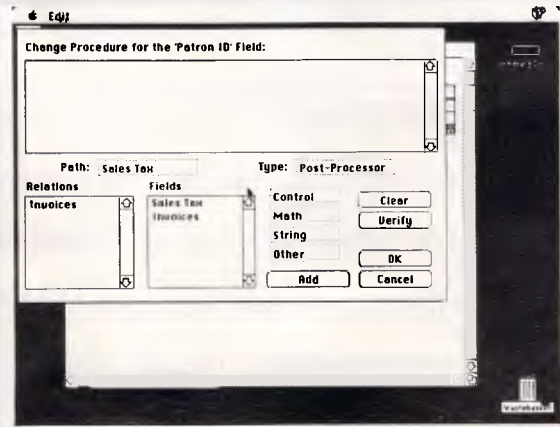 Edit
Change Procedure for the 'Patron ID' Field:
Path: Sales Tax
Type: Post-Processor
Relations
Fields
Invoices
Sales Tax
Invoices
Control
Math
String
Other
Clear
Verify
OK
Add
Cancel
Wastebasket